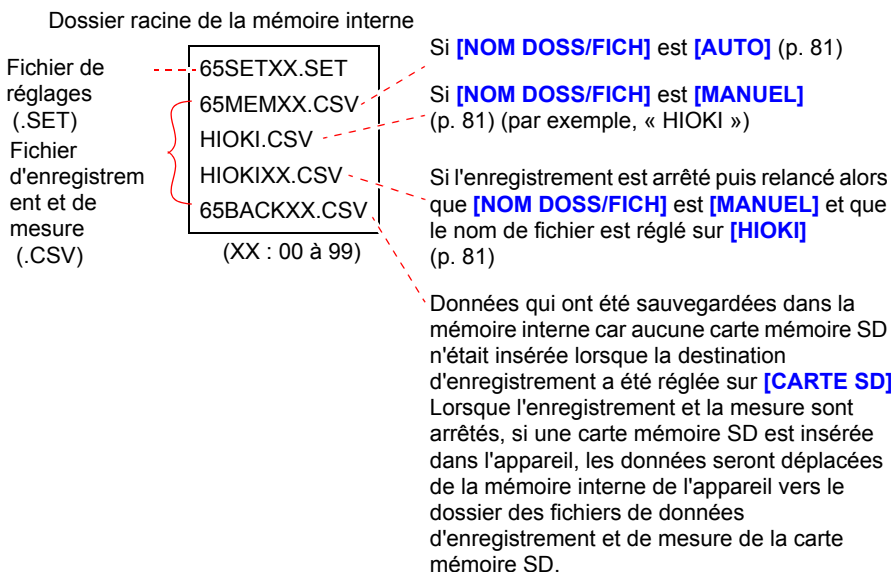 Dossier racine de la mémoire interne
Fichier de
réglages
(.SET)
Fichier
d'enregistrem
ent et de
mesure
(.CSV)
65SETXX.SET
65MEMXX.CSV
HIOKI.CSV
HIOKIXX.CSV
65BACKXX.CSV
(XX : 00 à 99)
Si [NOM DOSS/FICH] est [AUTO] (p. 81)
Si [NOM DOSS/FICH] est [MANUEL]
(p. 81) (par exemple, « HIOKI »)
Si l'enregistrement est arrêté puis relancé alors
que [NOM DOSS/FICH] est [MANUEL] et que
le nom de fichier est réglé sur [HIOKI]
(p. 81)
Données qui ont été sauvegardées dans la
mémoire interne car aucune carte mémoire SD
n'était insérée lorsque la destination
d'enregistrement a été réglée sur [CARTE SD]
Lorsque l'enregistrement et la mesure sont
arrêtés, si une carte mémoire SD est insérée
dans l'appareil, les données seront déplacées
de la mémoire interne de l'appareil vers le
dossier des fichiers de données
d'enregistrement et de mesure de la carte
mémoire SD.